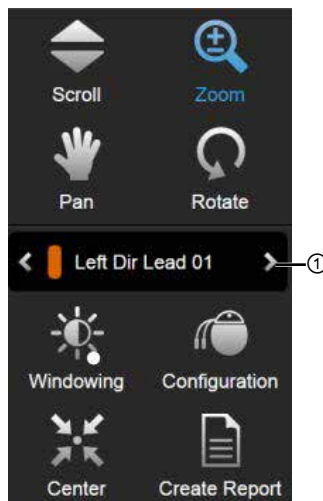 Scroll Zoom
Pan Rotate
Left Dir Lead 01 ①
Windowing Configuration
Center Create Report